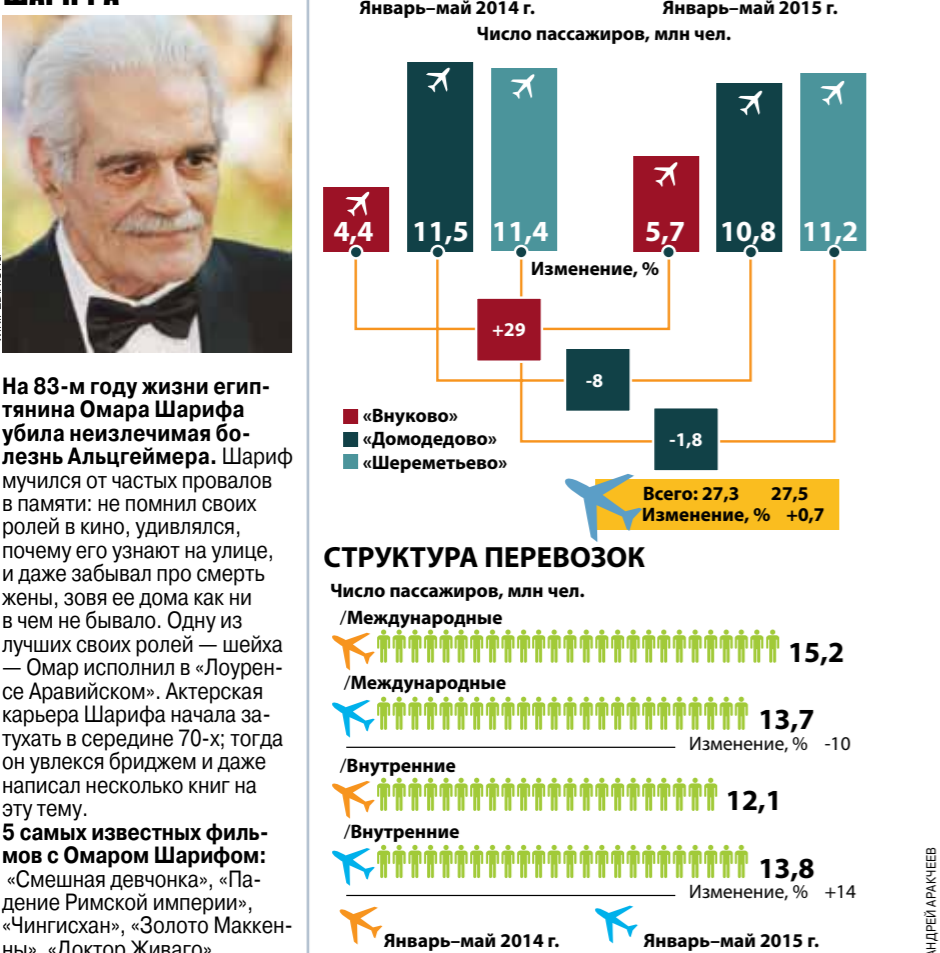 На 83-м году жизни егип-
тянина Омара Шарифа
убила неизлечимая бо-
лезнь Альцгеймера. Шариф
мучился от частых провалов
в памяти: не помнил своих
ролей в кино, удивлялся,
почему его узнают на улице,
и даже забывал про смерть
жены, зовя ее дома как ни
в чем не бывало. Одну из
лучших своих ролей — шейха
— Омар исполнил в «Лоурен-
се Аравийском». Актерская
карьера Шарифа начала за-
тухать в середине 70-х; тогда
он увлекся бриджем и даже
написал несколько книг на
эту тему.
5 самых известных филь-
мов с Омаром Шарифом:
«Смешная девчонка», «Па-
дение Римской империи»,
«Чингисхан», «Золото Маккен-
ны», «Доктор Живаго»
Январь–май 2014 г. Январь–май 2015 г.
Число пассажиров, млн чел.
4,4 11,5 11,4 5,7 10,8 11,2
Изменение, %
+29
-8
-1,8
«Внуково»
«Домодедово»
«Шереметьево»
Всего: 27,3 27,5
Изменение, % +0,7
СТРУКТУРА ПЕРЕВОЗОК
Число пассажиров, млн чел.
/Международные
15,2
/Международные
13,7
Изменение, % -10
/Внутренние
12,1
/Внутренние
13,8
Изменение, % +14
Январь–май 2014 г. Январь–май 2015 г.
АНДРЕЙ АРАКЧЕЕВ